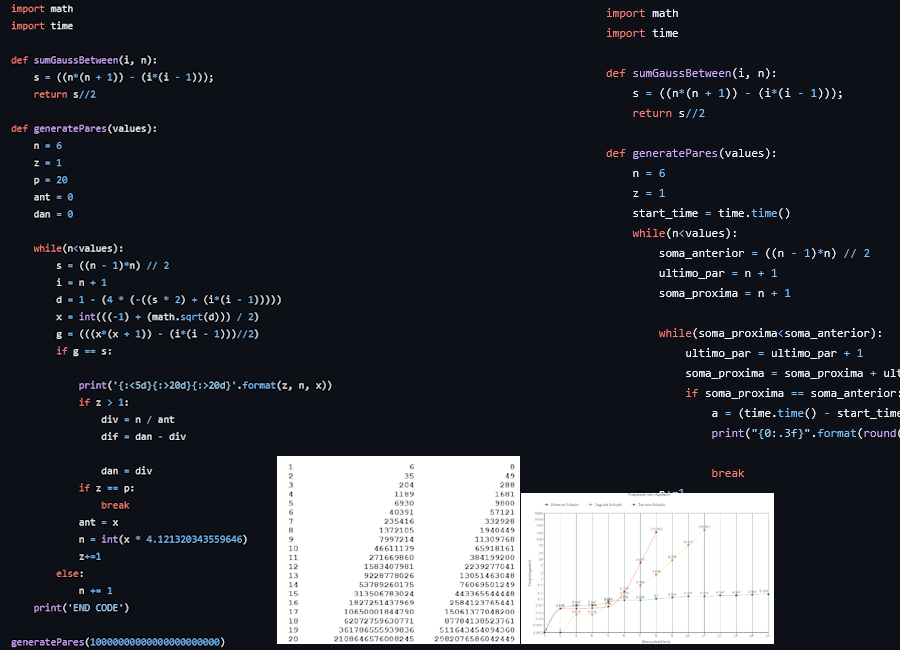 import math
import time
def sumGaussBetween(i, n):
s = ((n*(n + 1)) - (i*(i - 1)));
return s//2
def generatePares(values):
n = 6
z = 1
p = 20
ant = 0
dan = 0
while(n<values):
s = ((n - 1)*n) // 2
i = n + 1
d = 1 - (4 * (-((s * 2) + (i*(i - 1)))))
x = int(((-1) + (math.sqrt(d))) / 2)
g = (((x*(x + 1)) - (i*(i - 1)))//2)
if g == s:
print('{:<5d}{:>20d}{:>20d}'.format(z, n, x))
if z > 1:
div = n / ant
dif = dan - div
dan = div
if z == p:
break
ant = x
n = int(x * 4.121320343559646)
z+=1
else:
n += 1
print('END CODE')
import math
import time
def sumGaussBetween(i, n):
s = ((n*(n + 1)) - (i*(i - 1)));
return s//2
def generatePares(values):
n = 6
z = 1
start_time = time.time()
while(n<values):
soma_anterior = ((n - 1)*n) // 2
ultimo_par = n + 1
soma_proxima = n + 1
while(soma_proxima<soma_anterior):
ultimo_par = ultimo_par + 1
soma_proxima = soma_proxima + ult
if soma_proxima == soma_anterior:
a = (time.time() - start_time
print("{0:.3f}".format(round(
break
1 6 8
2 35 49
3 204 288
4 1189 1681
5 6930 9800
6 40391 57121
7 235416 332928
8 1372105 1940449
9 7997214 11309768
10 46611179 65918161
11 271669860 384199200
12 1583407981 2239277041
13 9228778026 13051463048
14 53789260175 76069501249
15 313506783024 443365544448
16 1827251437969 2584123765441
17 10650001844790 15061377048200
18 62072759630771 87784138523761
19 361786555939836 511643454094368
20 2108646576008245 2982076586042449
Primeira Solução Segunda Solução Terceira Solução